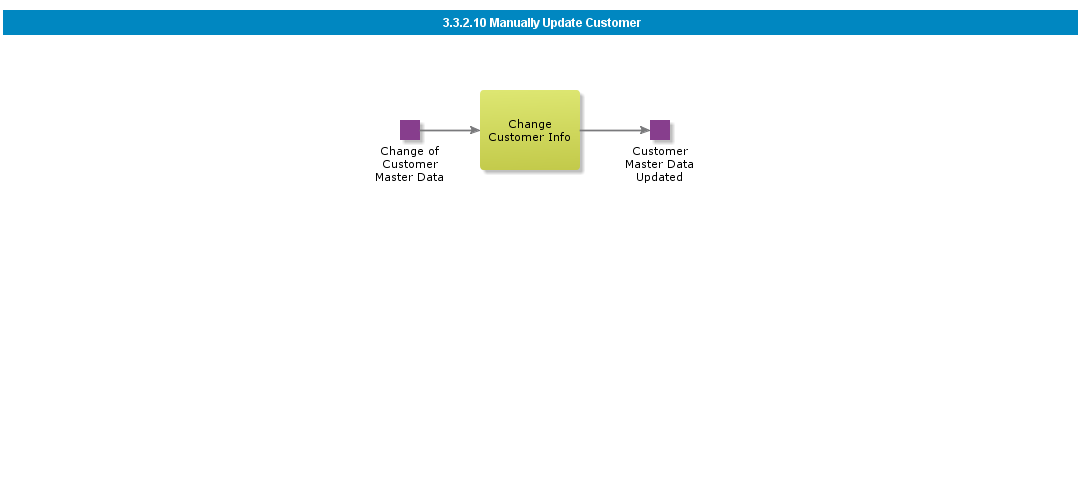 3.3.2.10 Manually Update Customer
Change
Customer Info
Change of
Customer
Master Data
Customer
Master Data
Updated